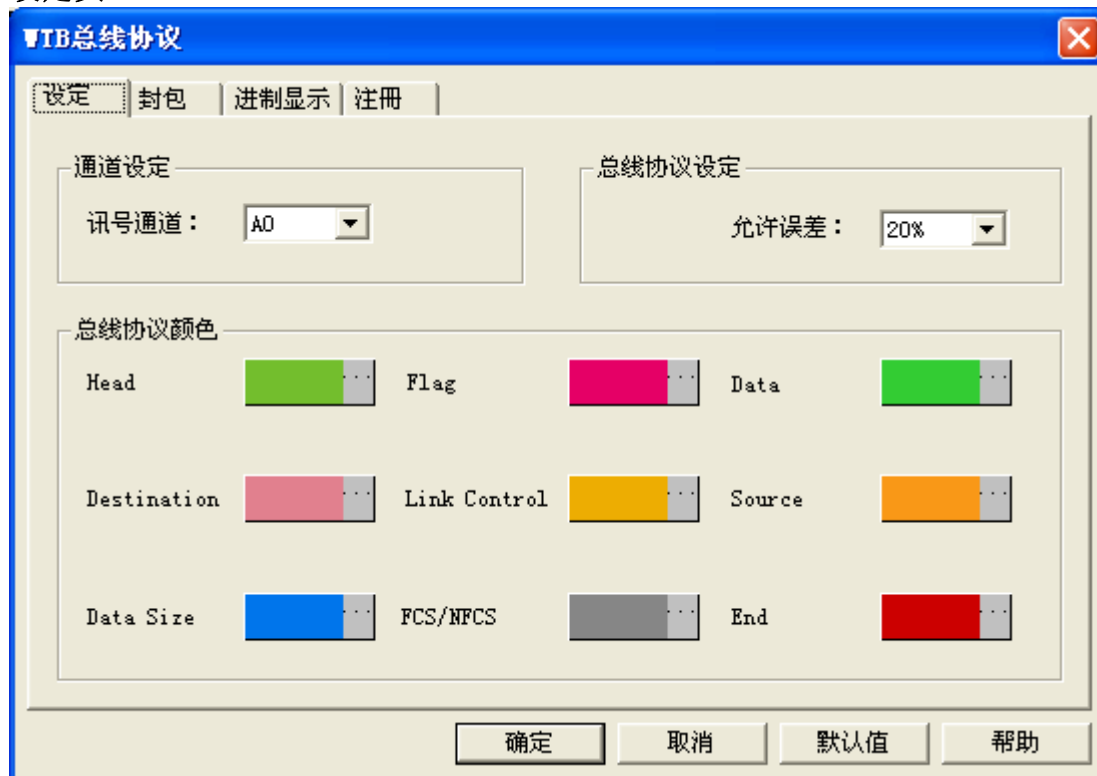 WTB总线协议
设定 封包 进制显示 注册
通道设定 总线协议设定
讯号通道： A0 允许误差： 20%
总线协议颜色
Head ... Flag ... Data ...
Destination ... Link Control ... Source ...
Data Size ... FCS/NFCS ... End ...
确定 取消 默认值 帮助